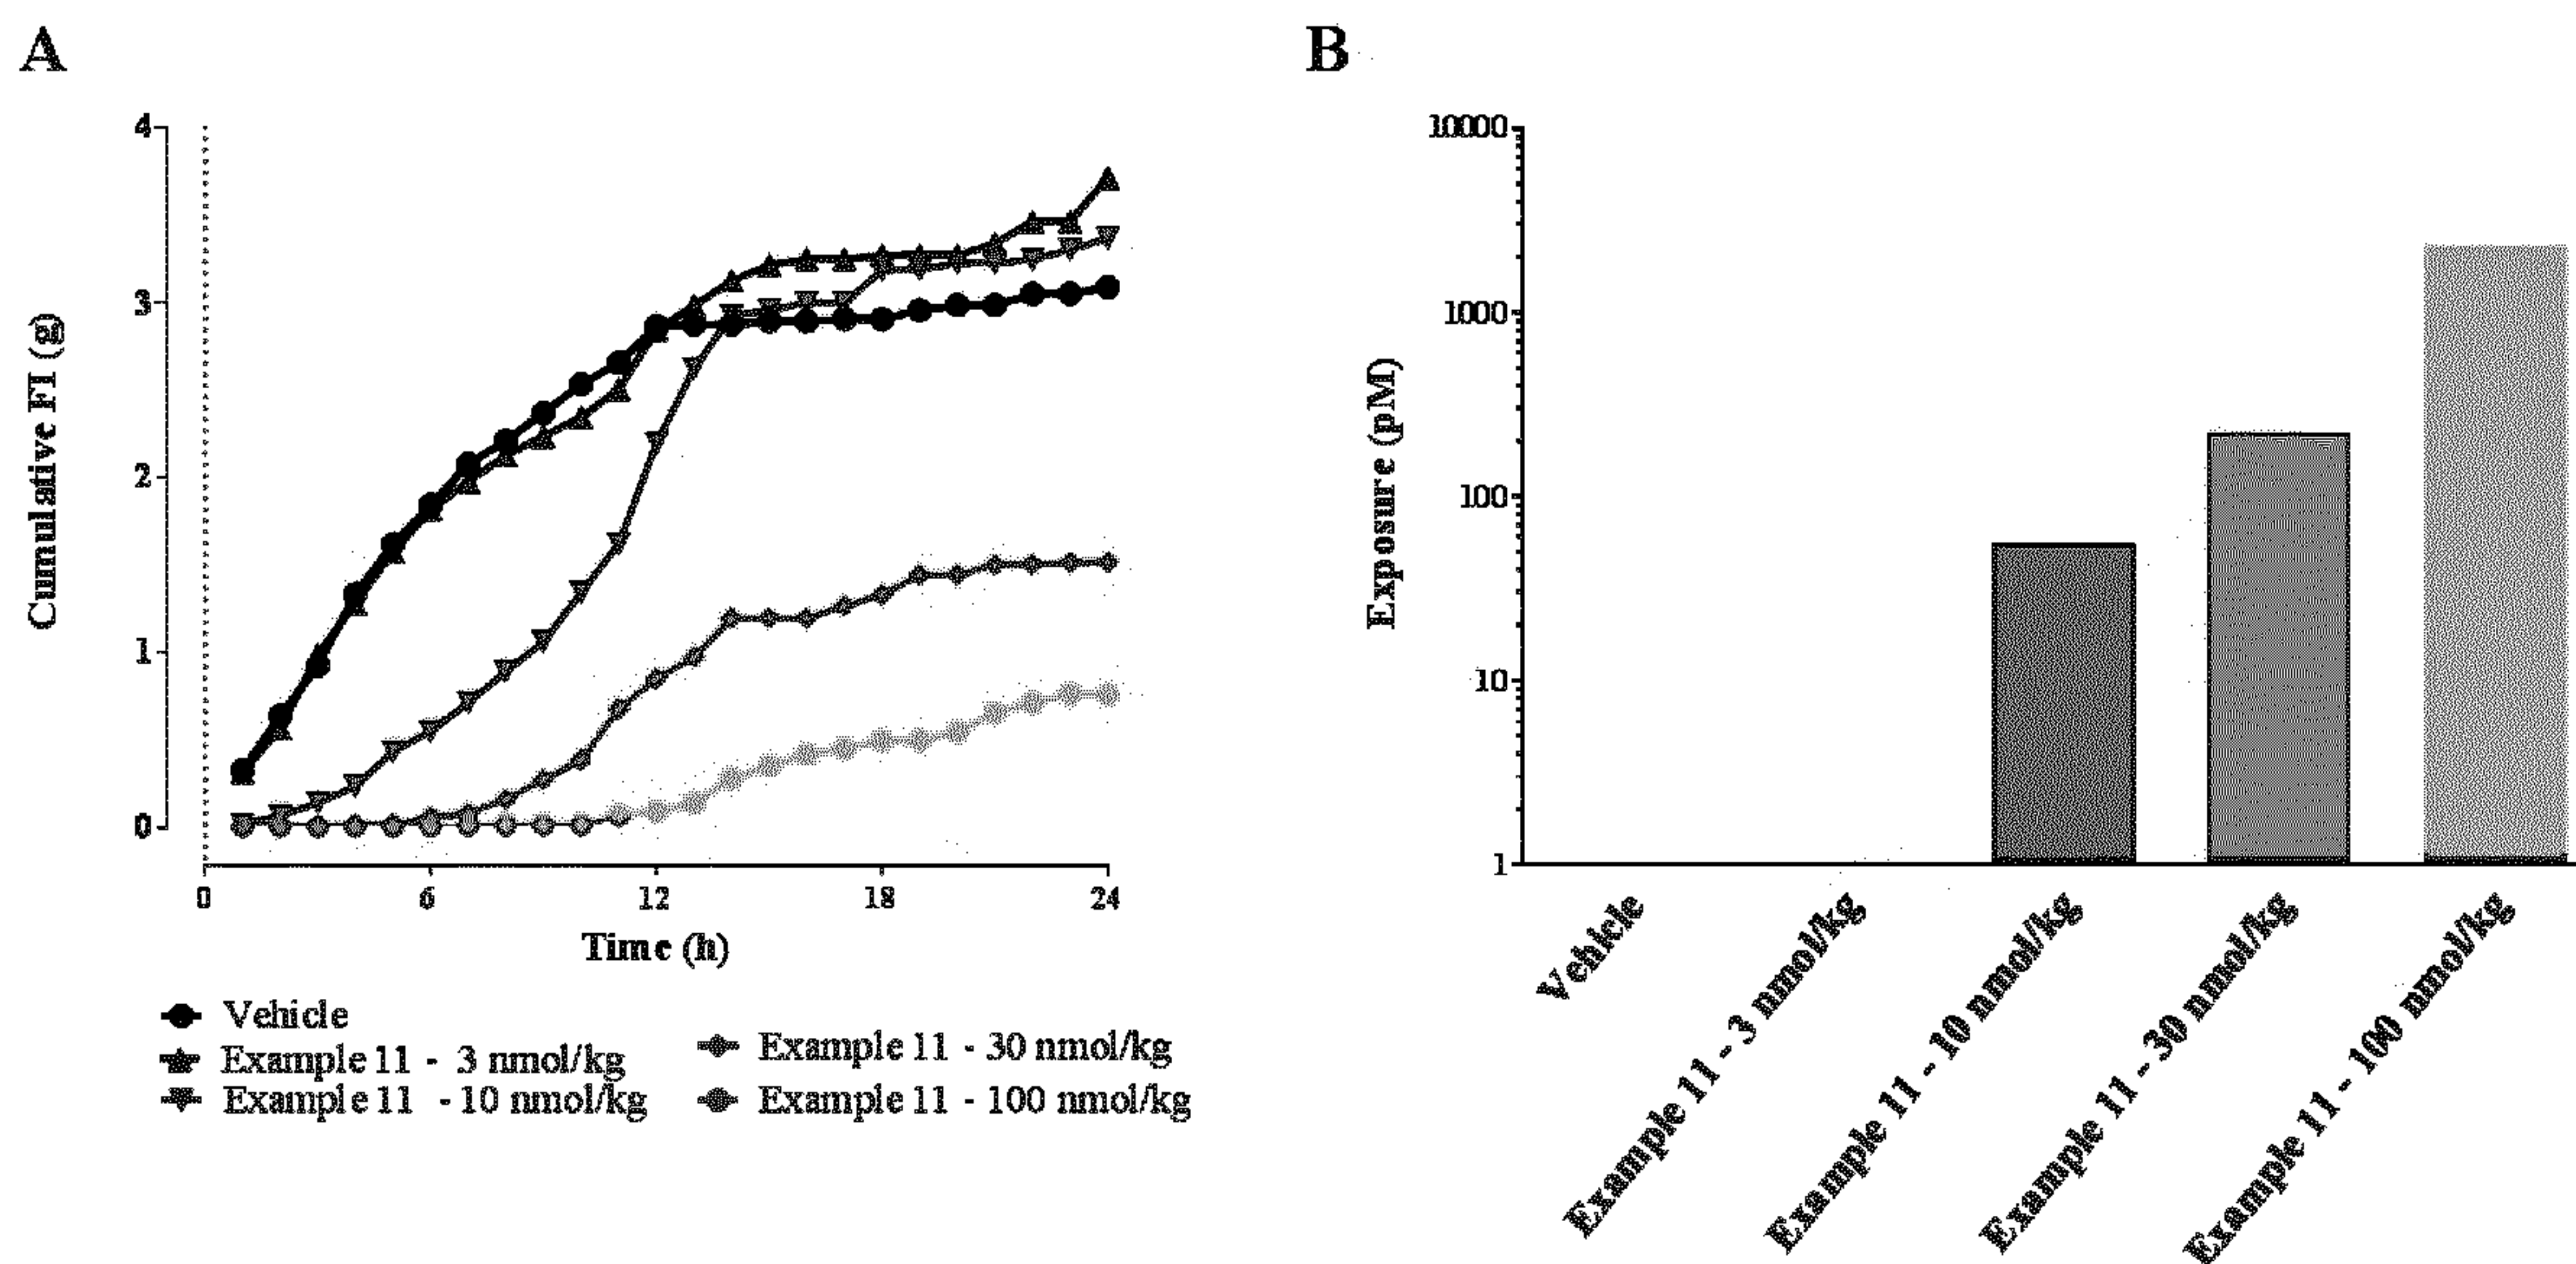 A
Cumulative FI (g)
4
3
2
1
0
0 6 12 18 24
Time (h)
Vehicle
Example 11 - 3 nmol/kg
Example 11 - 10 nmol/kg
Example 11 - 30 nmol/kg
Example 11 - 100 nmol/kg
B
Exposure (pM)
10000
1000
100
10
1
Vehicle
Example 11 - 3 nmol/kg
Example 11 - 10 nmol/kg
Example 11 - 30 nmol/kg
Example 11 - 100 nmol/kg